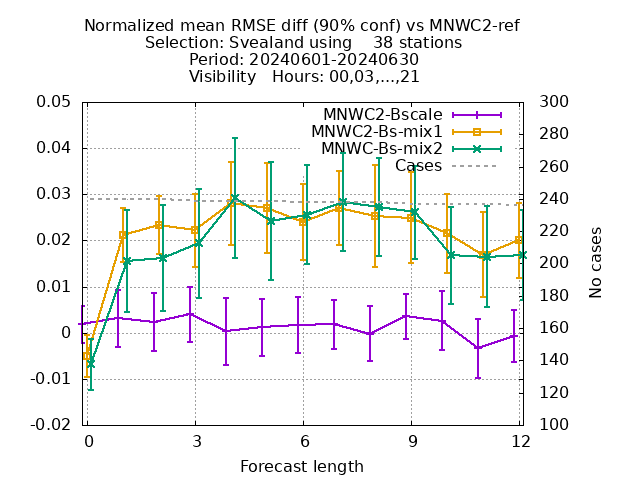 Normalized mean RMSE diff (90% conf) vs MNWC2-ref
Selection: Svealand using    38 stations
Period: 20240601-20240630
Visibility   Hours: 00,03,...,21
MNWC2-Bscale
MNWC2-Bs-mix1
MNWC-Bs-mix2
Cases
0.05
0.04
0.03
0.02
0.01
0
-0.01
-0.02
300
280
260
240
220
200
180
160
140
120
100
No cases
0
3
6
9
12
Forecast length